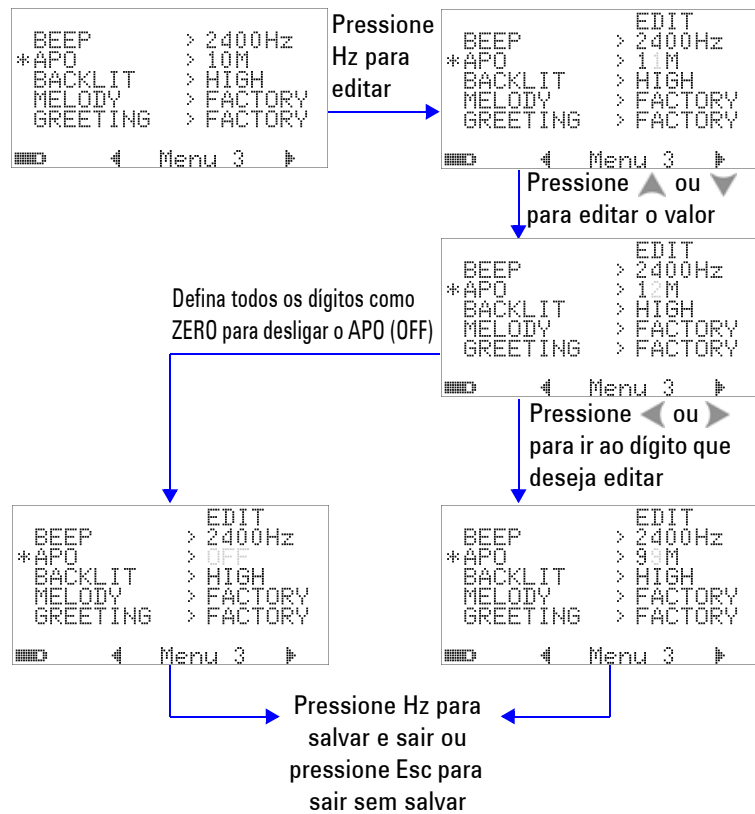 BEEP > 2400Hz
*APO > 10M
BACKLIT > HIGH
MELODY > FACTORY
GREETING > FACTORY
Menu 3
Pressione
Hz para
editar
EDIT
BEEP > 2400Hz
*APO > 11M
BACKLIT > HIGH
MELODY > FACTORY
GREETING > FACTORY
Menu 3
Pressione ou
para editar o valor
EDIT
BEEP > 2400Hz
*APO > 12M
BACKLIT > HIGH
MELODY > FACTORY
GREETING > FACTORY
Menu 3
Defina todos os dígitos como
ZERO para desligar o APO (OFF)
Pressione ou
para ir ao dígito que
deseja editar
EDIT
BEEP > 2400Hz
*APO > OFF
BACKLIT > HIGH
MELODY > FACTORY
GREETING > FACTORY
Menu 3
EDIT
BEEP > 2400Hz
*APO > 99M
BACKLIT > HIGH
MELODY > FACTORY
GREETING > FACTORY
Menu 3
Pressione Hz para
salvar e sair ou
pressione Esc para
sair sem salvar